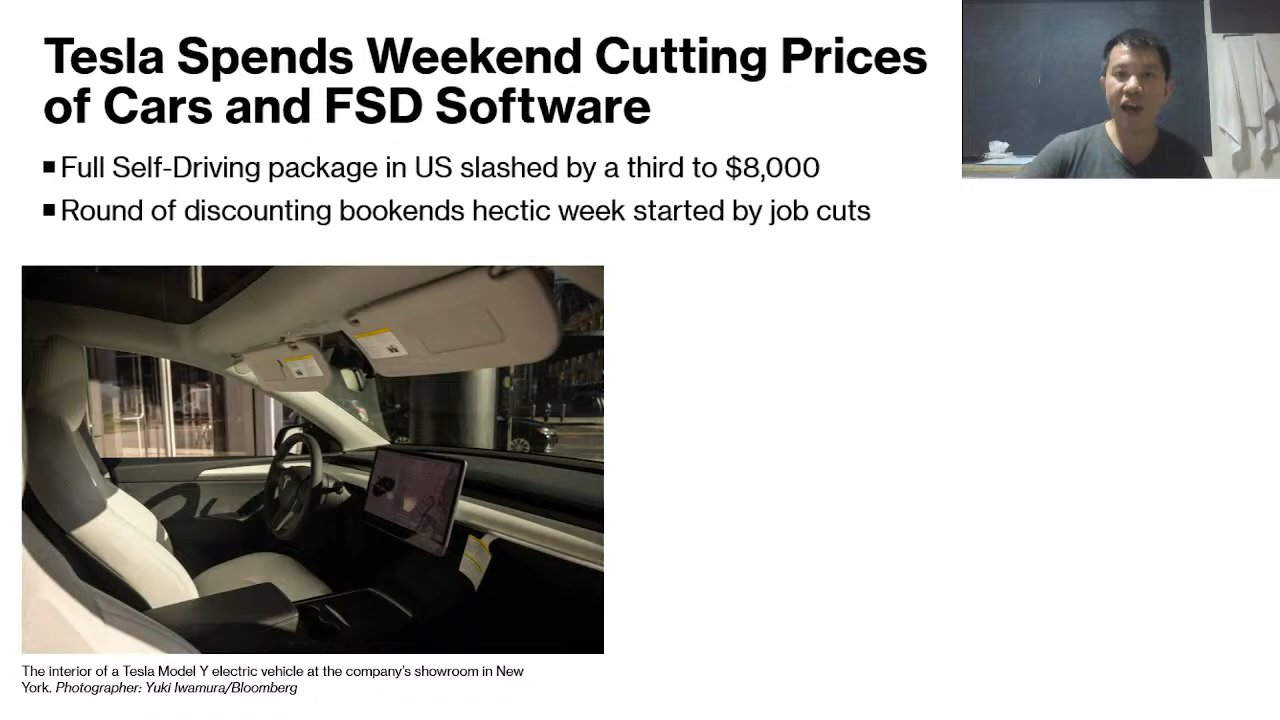 Tesla Spends Weekend Cutting Prices
of Cars and FSD Software
▪ Full Self-Driving package in US slashed by a third to $8,000
▪ Round of discounting bookends hectic week started by job cuts
The interior of a Tesla Model Y electric vehicle at the company's showroom in New
York. Photographer: Yuki Iwamura/Bloomberg